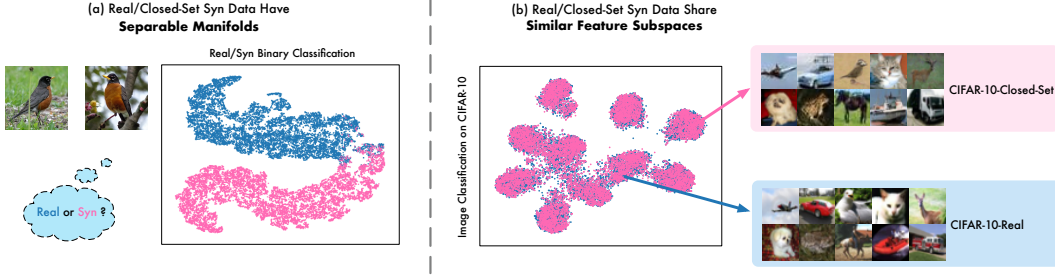 (a) Real/Closed-Set Syn Data Have
Separable Manifolds
Real/Syn Binary Classification
Real or Syn ?
(b) Real/Closed-Set Syn Data Share
Similar Feature Subspaces
Image Classification on CIFAR-10
CIFAR-10-Closed-Set
CIFAR-10-Real